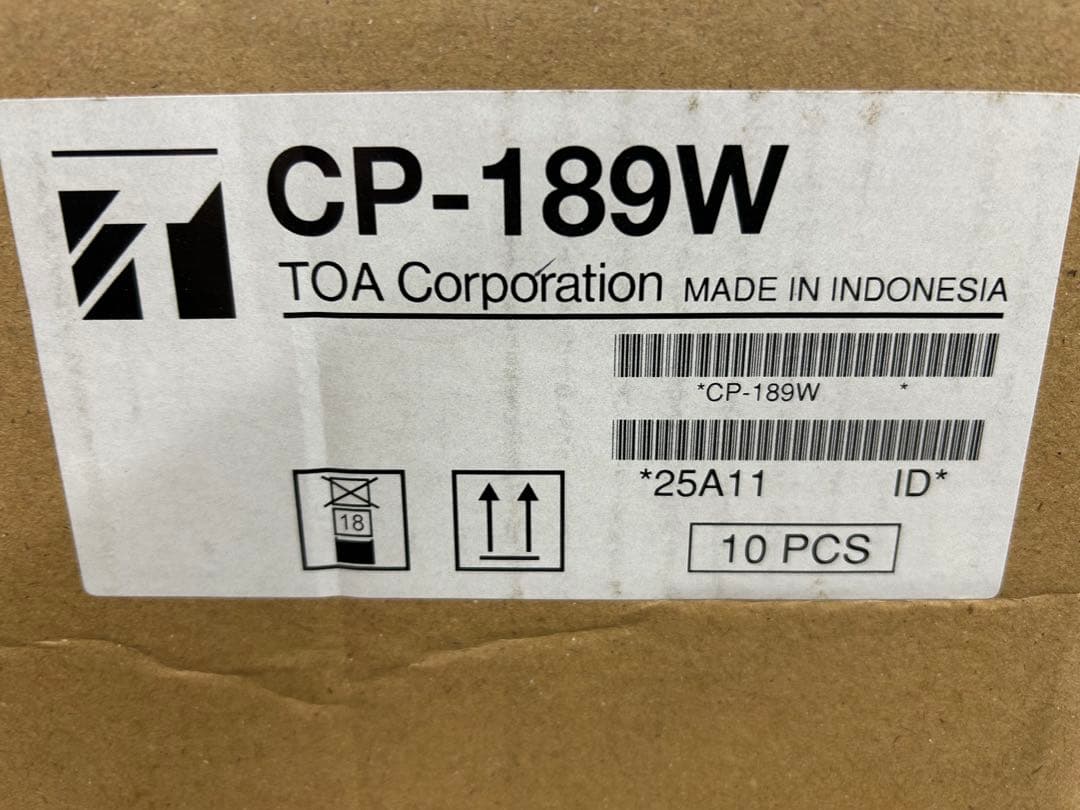 CP-189W
TOA Corporation MADE IN INDONESIA
*CP-189W *
*25A11 ID*
18
10 PCS